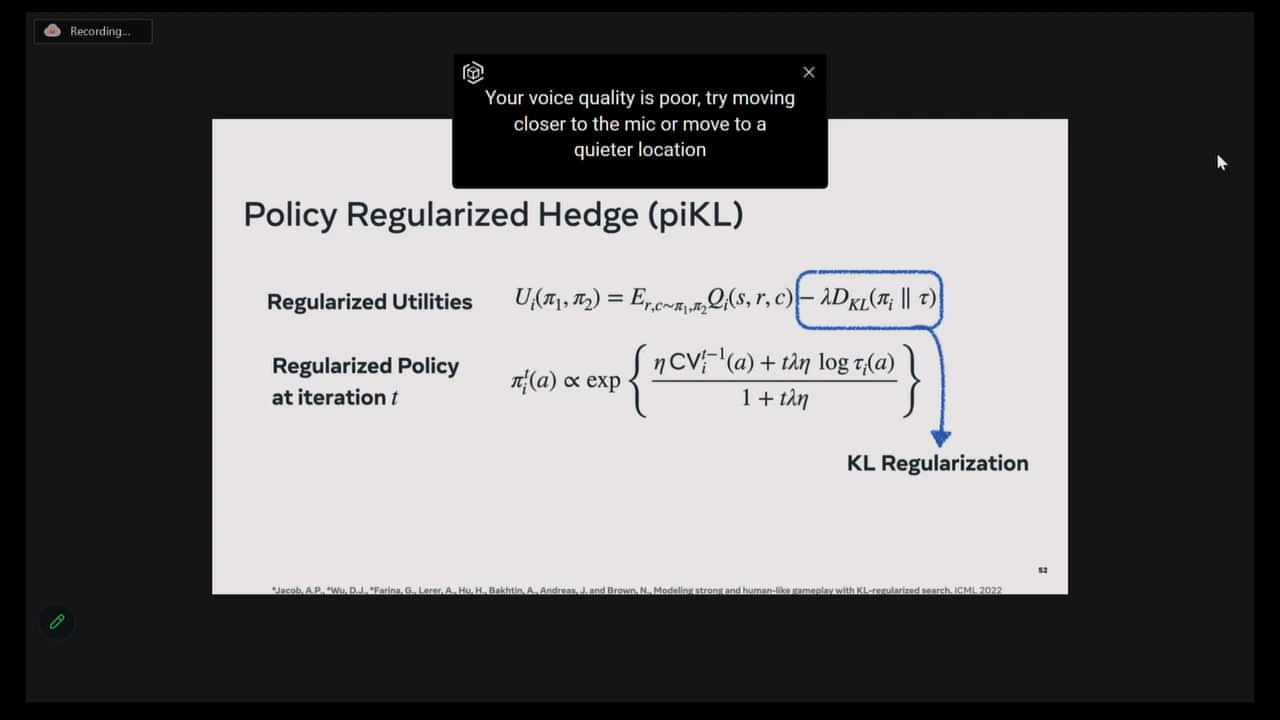 Recording...
Your voice quality is poor, try moving
closer to the mic or move to a
quieter location
Policy Regularized Hedge (piKL)
Regularized Utilities U_i(π_1, π_2) = E_{r,c∼π_1,π_2}Q_i(s, r, c) − λD_{KL}(π_i || τ)
Regularized Policy
at iteration t π_i^t(a) ∝ exp { (η CV_i^{t−1}(a) + tλη log τ_i(a)) / (1 + tλη) }
KL Regularization
52
*Jacob, A.P., *Wu, D.J., *Farina, G., Lerer, A., Hu, H., Bakhtin, A., Andreas, J. and Brown, N., Modeling strong and human-like gameplay with KL-regularized search. ICML 2022